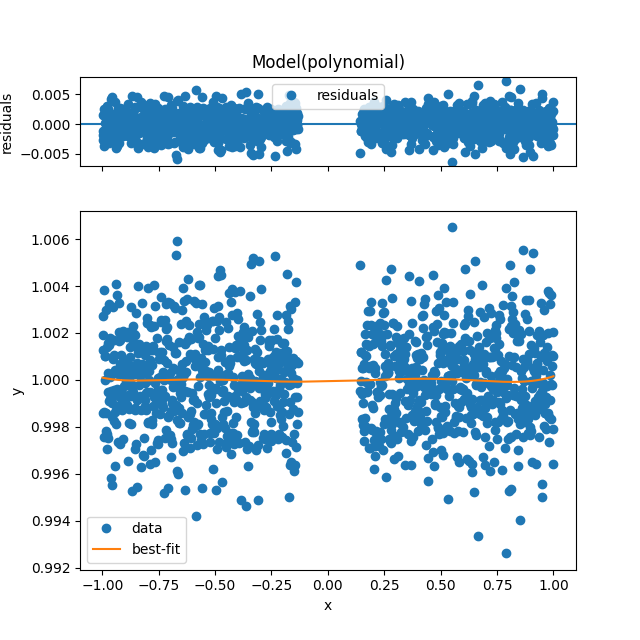 Model(polynomial)
0.005
0.000
−0.005
residuals
residuals
1.006
1.004
1.002
1.000
0.998
0.996
0.994
0.992
y
data
best-fit
−1.00 −0.75 −0.50 −0.25 0.00 0.25 0.50 0.75 1.00
x